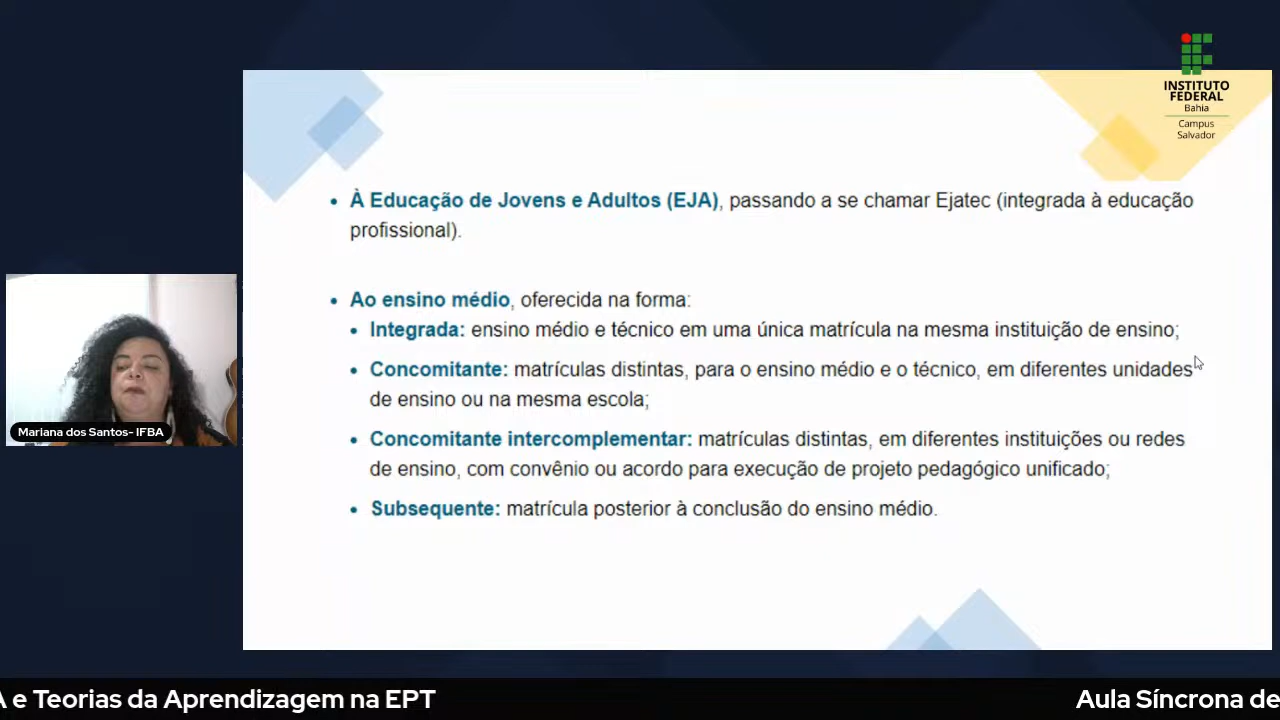 INSTITUTO
FEDERAL
Bahia
Campus
Salvador
• À Educação de Jovens e Adultos (EJA), passando a se chamar Ejatec (integrada à educação
profissional).
• Ao ensino médio, oferecida na forma:
• Integrada: ensino médio e técnico em uma única matrícula na mesma instituição de ensino;
• Concomitante: matrículas distintas, para o ensino médio e o técnico, em diferentes unidades
de ensino ou na mesma escola;
• Concomitante intercomplementar: matrículas distintas, em diferentes instituições ou redes
de ensino, com convênio ou acordo para execução de projeto pedagógico unificado;
• Subsequente: matrícula posterior à conclusão do ensino médio.
Mariana dos Santos- IFBA
e Teorias da Aprendizagem na EPT
Aula Síncrona de